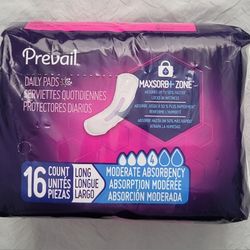 Prevail
DAILY PADS
SERVIETTES QUOTIDIENNES
PROTECTORES DIARIOS
MAXSORB ZONE
16
COUNT
UNITÉS
PIEZAS
LONG
LONGUE
LARGO
4
MODERATE ABSORBENCY
ABSORPTION MODÉRÉE
ABSORCIÓN MODERADA